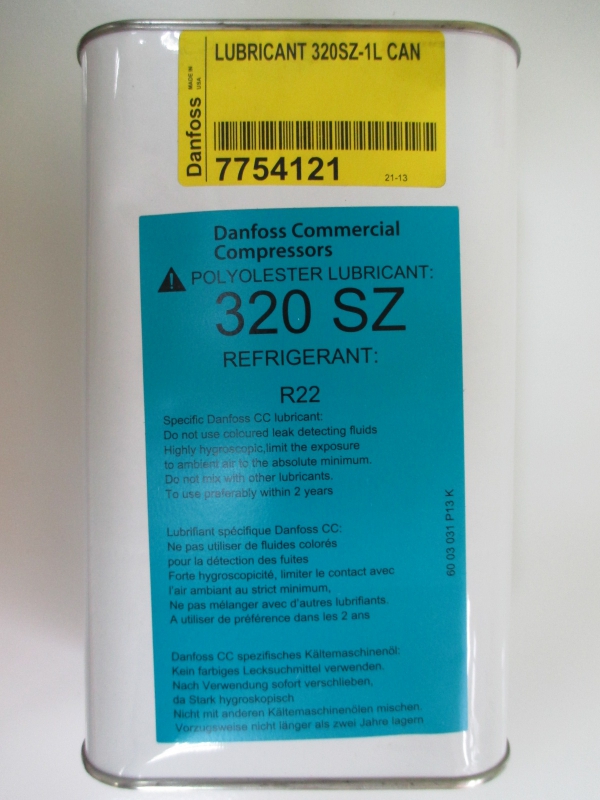 LUBRICANT 320SZ-1L CAN
Danfoss
MADE IN
USA
7754121
21-13
Danfoss Commercial
Compressors
POLYOLESTER LUBRICANT:
320 SZ
REFRIGERANT:
R22
Specific Danfoss CC lubricant:
Do not use coloured leak detecting fluids
Highly hygroscopic,limit the exposure
to ambient air to the absolute minimum.
Do not mix with other lubricants.
To use preferably within 2 years
Lubrifiant spécifique Danfoss CC:
Ne pas utiliser de fluides colorés
pour la détection des fuites
Forte hygroscopicité, limiter le contact avec
l'air ambiant au strict minimum,
Ne pas mélanger avec d'autres lubrifiants.
A utiliser de préférence dans les 2 ans
60 03 031 P13 K
Danfoss CC spezifisches Kältemaschinenöl:
Kein farbiges Lecksuchmittel verwenden.
Nach Verwendung sofort verschlieben,
da Stark hygroskopisch
Nicht mit anderen Kältemaschinenölen mischen.
Vorzugsweise nicht länger als zwei Jahre lagern